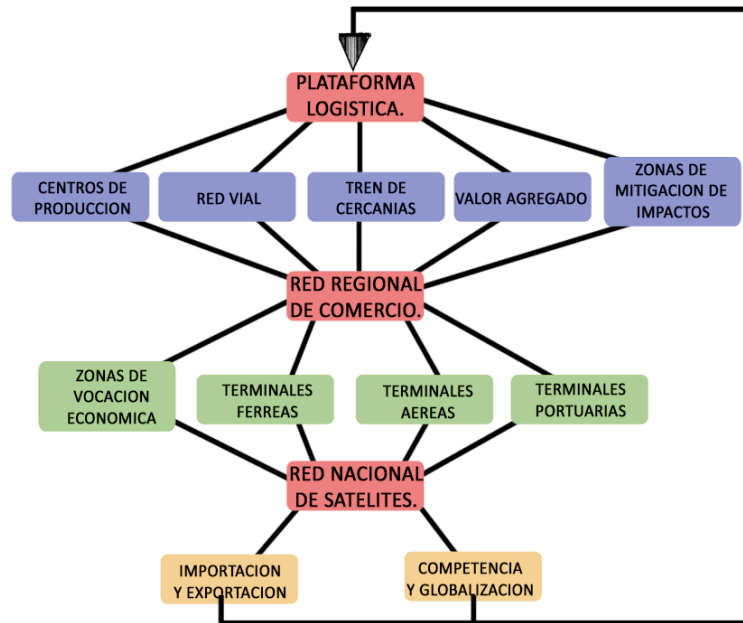 PLATAFORMA
LOGISTICA.
CENTROS DE
PRODUCCION
RED VIAL
TREN DE
CERCANIAS
VALOR AGREGADO
ZONAS DE
MITIGACION DE
IMPACTOS
RED REGIONAL
DE COMERCIO.
ZONAS DE
VOCACION
ECONOMICA
TERMINALES
FERREAS
TERMINALES
AEREAS
TERMINALES
PORTUARIAS
RED NACIONAL
DE SATELITES.
IMPORTACION
Y EXPORTACION
COMPETENCIA
Y GLOBALIZACION